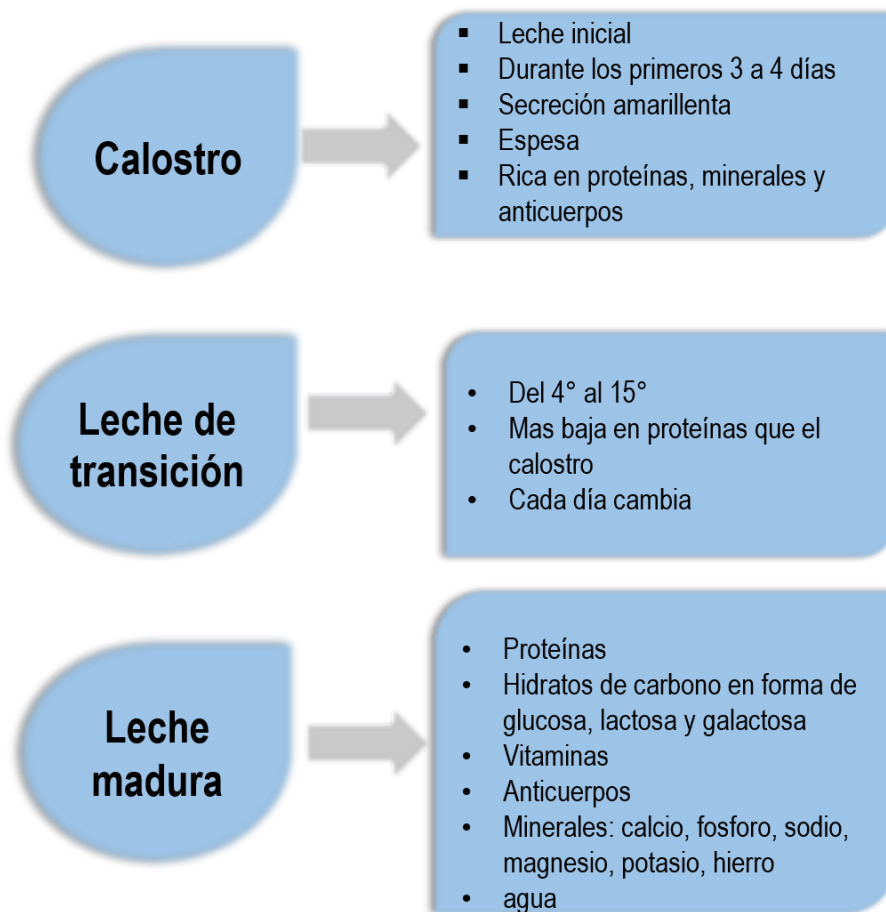 Calostro
▪ Leche inicial
▪ Durante los primeros 3 a 4 días
▪ Secreción amarillenta
▪ Espesa
▪ Rica en proteínas, minerales y
anticuerpos
Leche de
transición
• Del 4° al 15°
• Mas baja en proteínas que el
calostro
• Cada día cambia
Leche
madura
• Proteínas
• Hidratos de carbono en forma de
glucosa, lactosa y galactosa
• Vitaminas
• Anticuerpos
• Minerales: calcio, fosforo, sodio,
magnesio, potasio, hierro
• agua